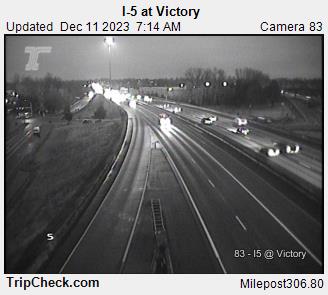 I-5 at Victory
Updated Dec 11 2023 7:14 AM Camera 83
T
S
83 - I5 @ Victory
TripCheck.com Milepost306.80